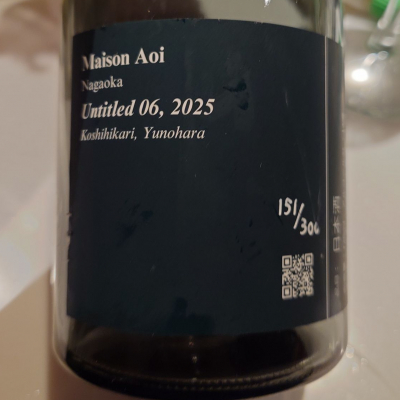 Maison Aoi
Nagaoka
Untitled 06, 2025
Koshihikari, Yunohara
151/300